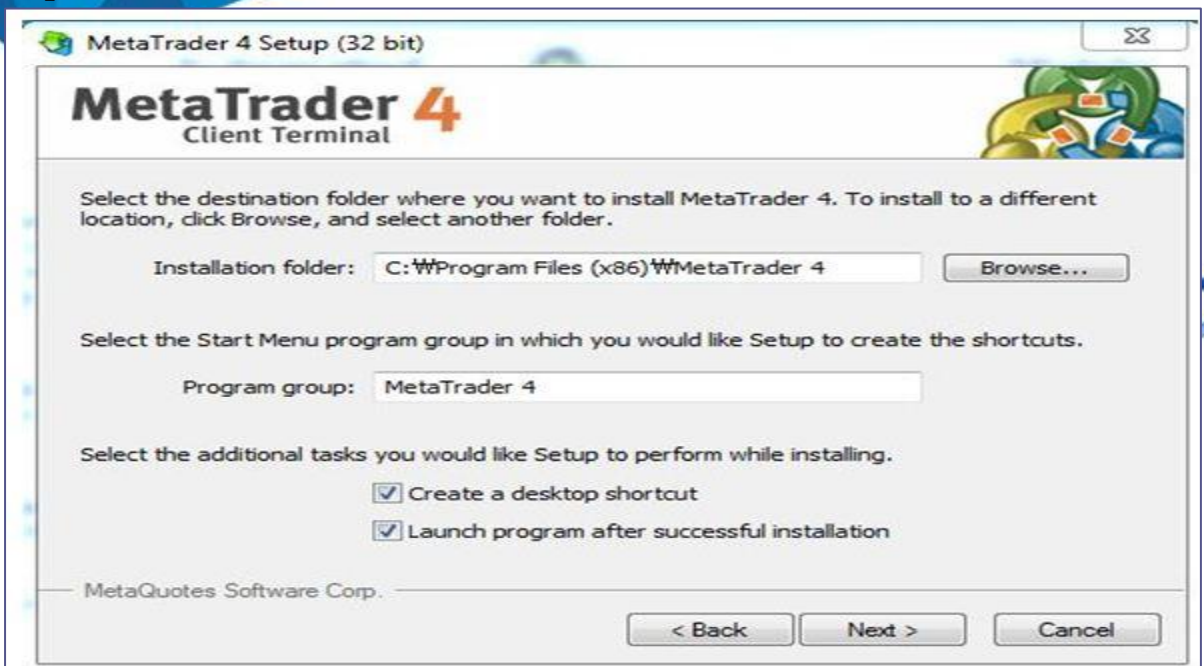 MetaTrader 4 Setup (32 bit)
MetaTrader 4
Client Terminal
Select the destination folder where you want to install MetaTrader 4. To install to a different
location, click Browse, and select another folder.
Installation folder: C:₩Program Files (x86)₩MetaTrader 4 Browse...
Select the Start Menu program group in which you would like Setup to create the shortcuts.
Program group: MetaTrader 4
Select the additional tasks you would like Setup to perform while installing.
Create a desktop shortcut
Launch program after successful installation
MetaQuotes Software Corp.
< Back Next > Cancel